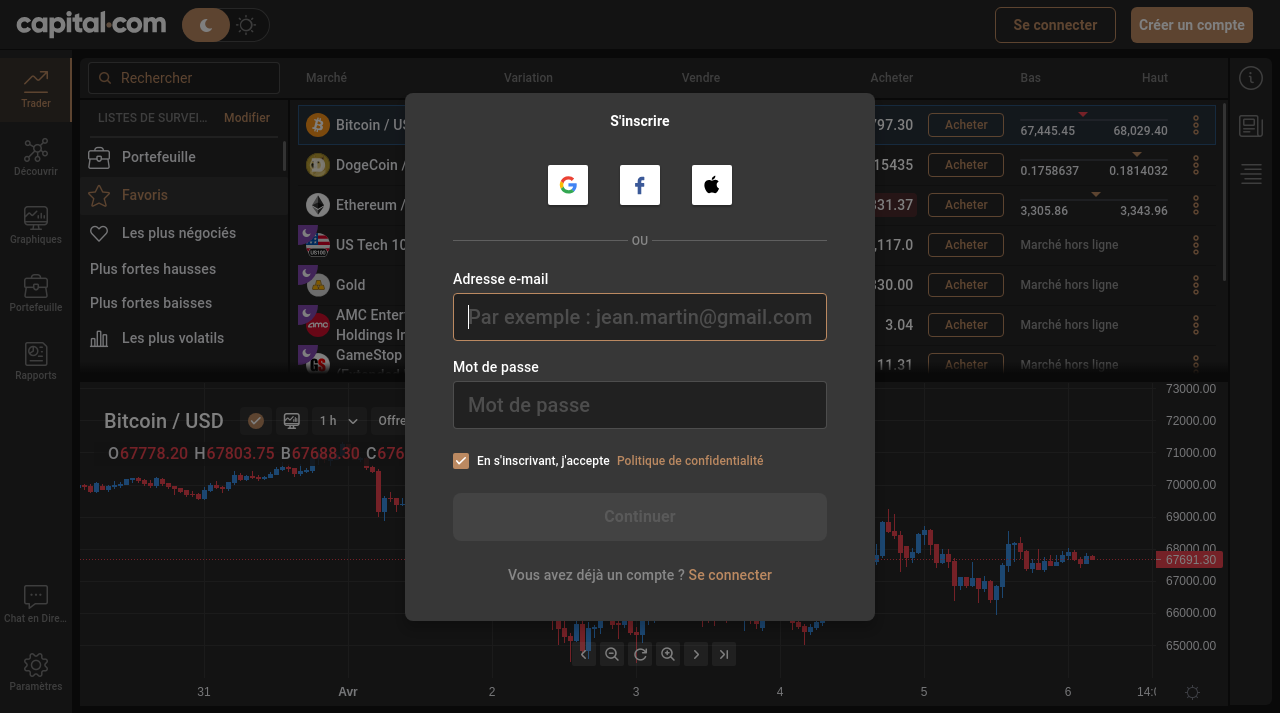 capital.com
Se connecter
Créer un compte
Trader
Découvrir
Graphiques
Portefeuille
Rapports
Chat en Dire...
Paramètres
Rechercher
LISTES DE SURVEI... Modifier
Portefeuille
Favoris
Les plus négociés
Plus fortes hausses
Plus fortes baisses
Les plus volatils
Marché Variation Vendre Acheter Bas Haut
Bitcoin / US 797.30 Acheter 67,445.45 68,029.40
DogeCoin / 15435 Acheter 0.1758637 0.1814032
Ethereum / 331.37 Acheter 3,305.86 3,343.96
US Tech 10 ,117.0 Acheter Marché hors ligne
Gold 330.00 Acheter Marché hors ligne
AMC Enter
Holdings In 3.04 Acheter Marché hors ligne
GameStop 11.31 Acheter Marché hors ligne
S'inscrire
OU
Adresse e-mail
Par exemple : jean.martin@gmail.com
Mot de passe
Mot de passe
En s'inscrivant, j'accepte Politique de confidentialité
Continuer
Vous avez déjà un compte ? Se connecter
Bitcoin / USD 1 h Offre
O67778.20 H67803.75 B67688.30 C676
73000.00
72000.00
71000.00
70000.00
69000.00
68000.00
67691.30
67000.00
66000.00
65000.00
31 Avr 2 3 4 5 6 14:0